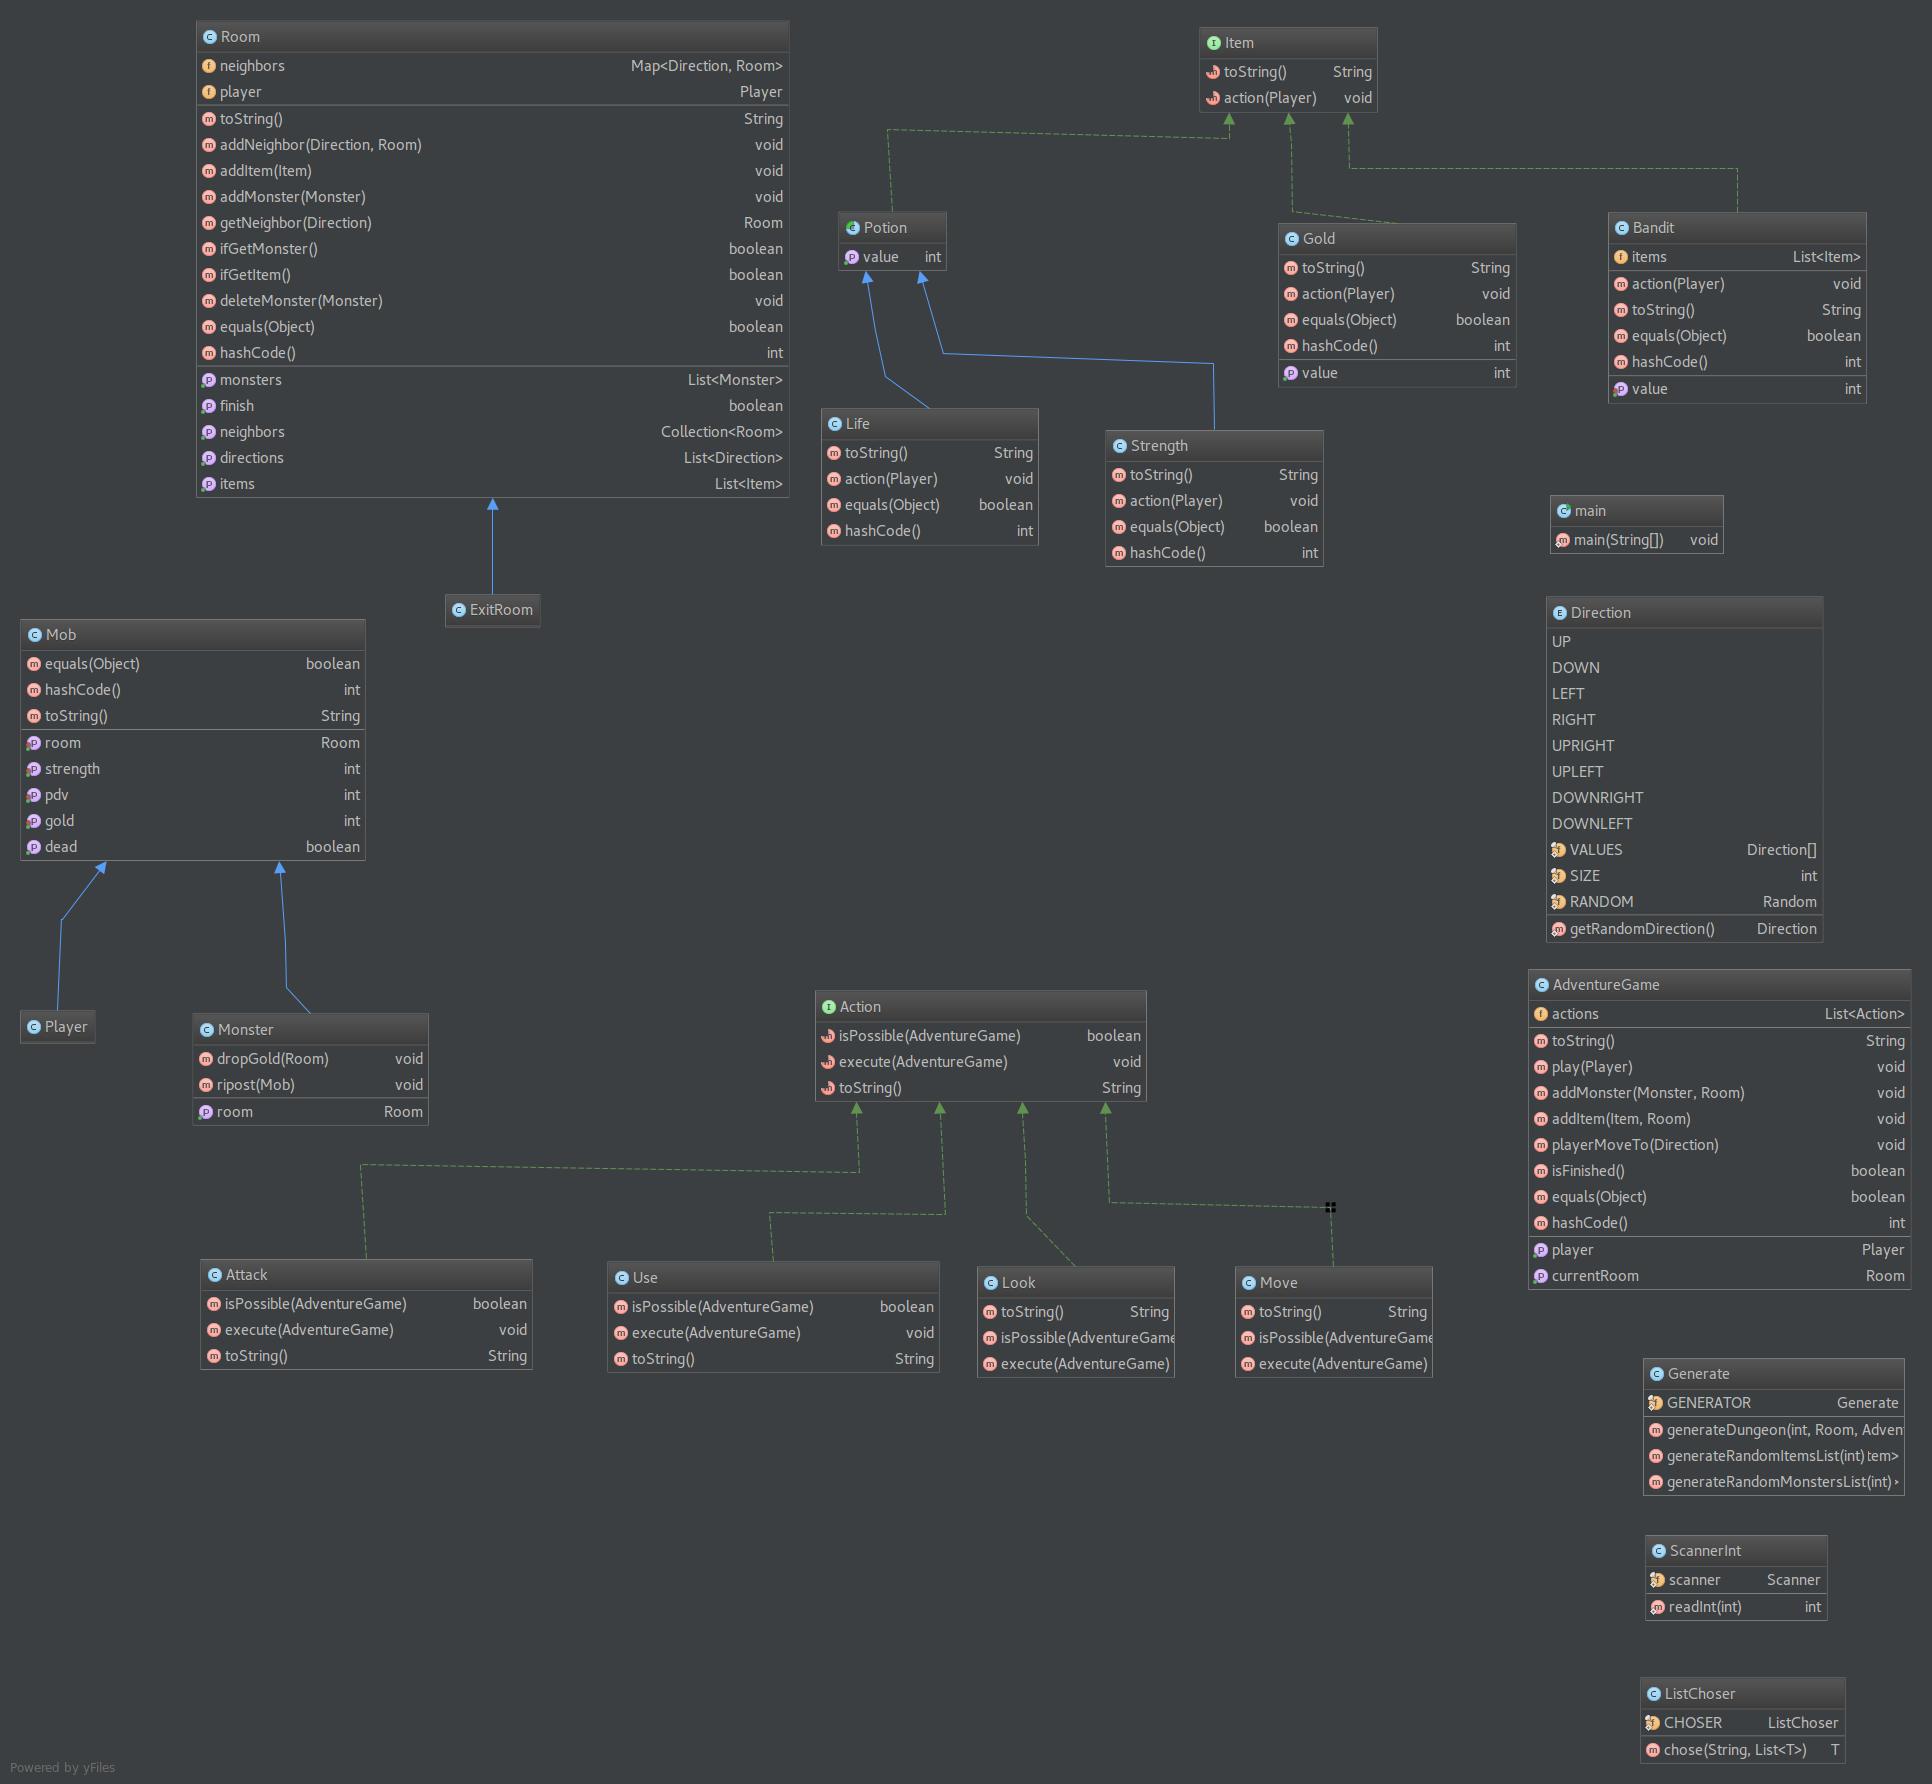 Room
neighbors Map<Direction, Room>
player Player
toString() String
addNeighbor(Direction, Room) void
addItem(Item) void
addMonster(Monster) void
getNeighbor(Direction) Room
ifGetMonster() boolean
ifGetItem() boolean
deleteMonster(Monster) void
equals(Object) boolean
hashCode() int
monsters List<Monster>
finish boolean
neighbors Collection<Room>
directions List<Direction>
items List<Item>
Item
toString() String
action(Player) void
Potion
value int
Gold
toString() String
action(Player) void
equals(Object) boolean
hashCode() int
value int
Bandit
items List<Item>
action(Player) void
toString() String
equals(Object) boolean
hashCode() int
value int
Life
toString() String
action(Player) void
equals(Object) boolean
hashCode() int
Strength
toString() String
action(Player) void
equals(Object) boolean
hashCode() int
main
main(String[]) void
ExitRoom
Mob
equals(Object) boolean
hashCode() int
toString() String
room Room
strength int
pdv int
gold int
dead boolean
Direction
UP
DOWN
LEFT
RIGHT
UPRIGHT
UPLEFT
DOWNRIGHT
DOWNLEFT
VALUES Direction[]
SIZE int
RANDOM Random
getRandomDirection() Direction
Player
Monster
dropGold(Room) void
ripost(Mob) void
room Room
Action
isPossible(AdventureGame) boolean
execute(AdventureGame) void
toString() String
AdventureGame
actions List<Action>
toString() String
play(Player) void
addMonster(Monster, Room) void
addItem(Item, Room) void
playerMoveTo(Direction) void
isFinished() boolean
equals(Object) boolean
hashCode() int
player Player
currentRoom Room
Attack
isPossible(AdventureGame) boolean
execute(AdventureGame) void
toString() String
Use
isPossible(AdventureGame) boolean
execute(AdventureGame) void
toString() String
Look
toString() String
isPossible(AdventureGame
execute(AdventureGame)
Move
toString() String
isPossible(AdventureGame
execute(AdventureGame)
Generate
GENERATOR Generate
generateDungeon(int, Room, Adven
generateRandomItemsList(int) tem>
generateRandomMonstersList(int) >
ScannerInt
scanner Scanner
readInt(int) int
ListChoser
CHOSER ListChoser
chose(String, List<T>) T
Powered by yFiles